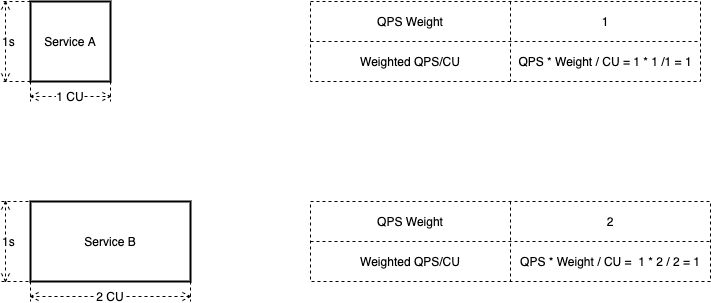 1s
Service A
1 CU
QPS Weight
1
Weighted QPS/CU
QPS * Weight / CU = 1 * 1 /1 = 1
1s
Service B
2 CU
QPS Weight
2
Weighted QPS/CU
QPS * Weight / CU =  1 * 2 / 2 = 1